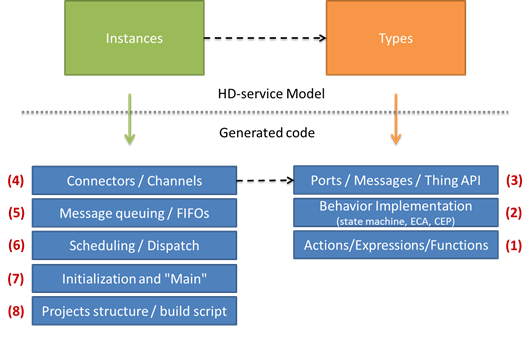 Instances
Types
HD-service Model
Generated code
(4) Connectors / Channels
Ports / Messages / Thing API (3)
(5) Message queuing / FIFOs
Behavior Implementation
(state machine, ECA, CEP) (2)
(6) Scheduling / Dispatch
Actions/Expressions/Functions (1)
(7) Initialization and "Main"
(8) Projects structure / build script